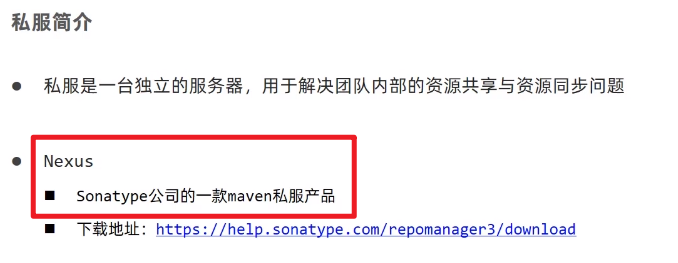 私服简介
● 私服是一台独立的服务器，用于解决团队内部的资源共享与资源同步问题
● Nexus
■ Sonatype公司的一款maven私服产品
■ 下载地址：https://help.sonatype.com/repomanager3/download